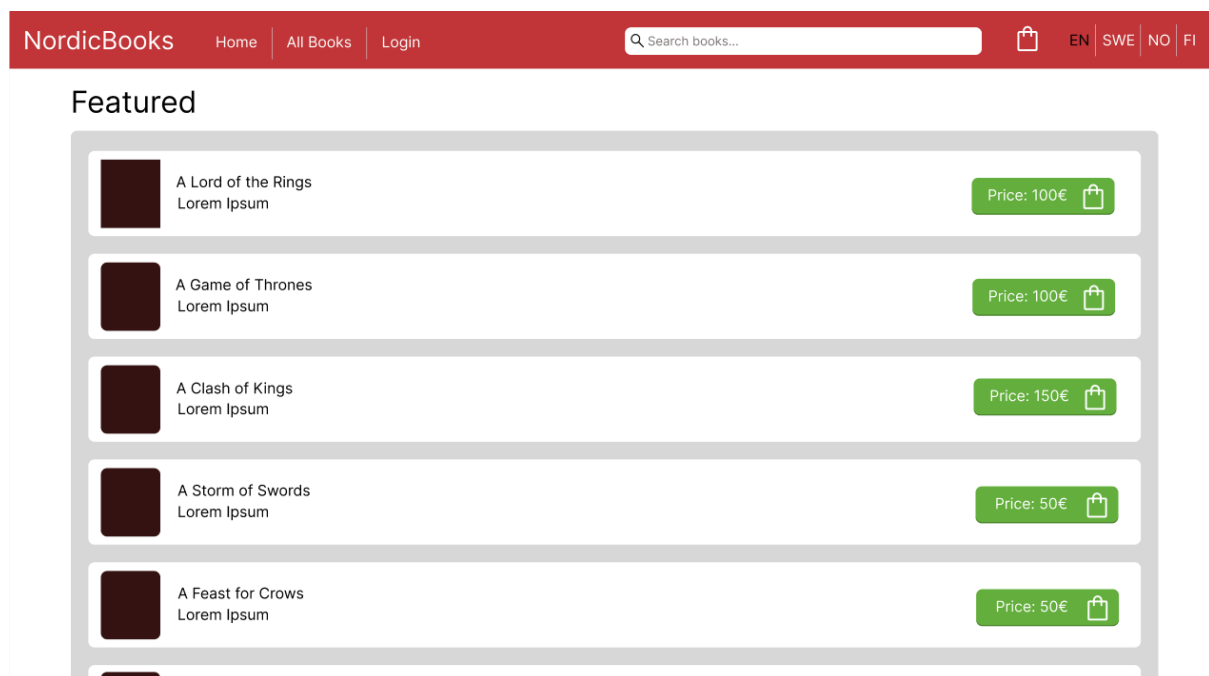 NordicBooks Home All Books Login Search books... EN SWE NO FI
Featured
A Lord of the Rings
Lorem Ipsum
Price: 100€
A Game of Thrones
Lorem Ipsum
Price: 100€
A Clash of Kings
Lorem Ipsum
Price: 150€
A Storm of Swords
Lorem Ipsum
Price: 50€
A Feast for Crows
Lorem Ipsum
Price: 50€